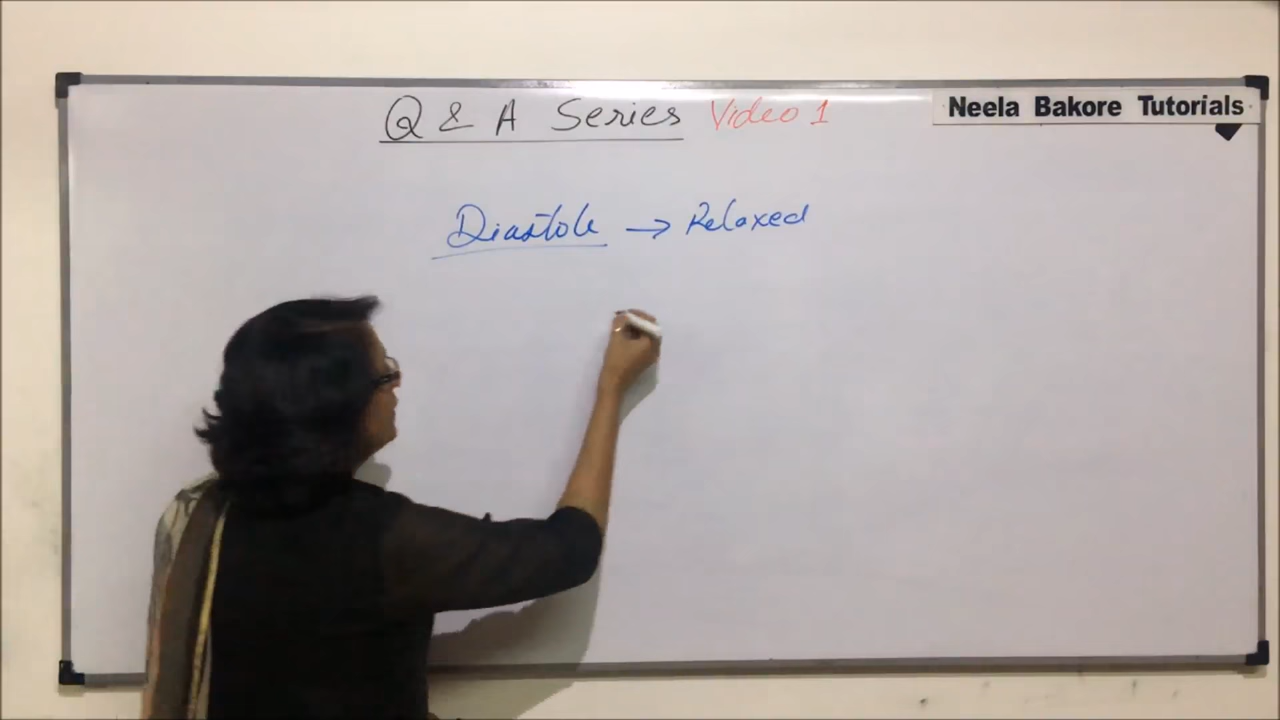 Q & A Series Video 1
Neela Bakore Tutorials
Diastole → Relaxed